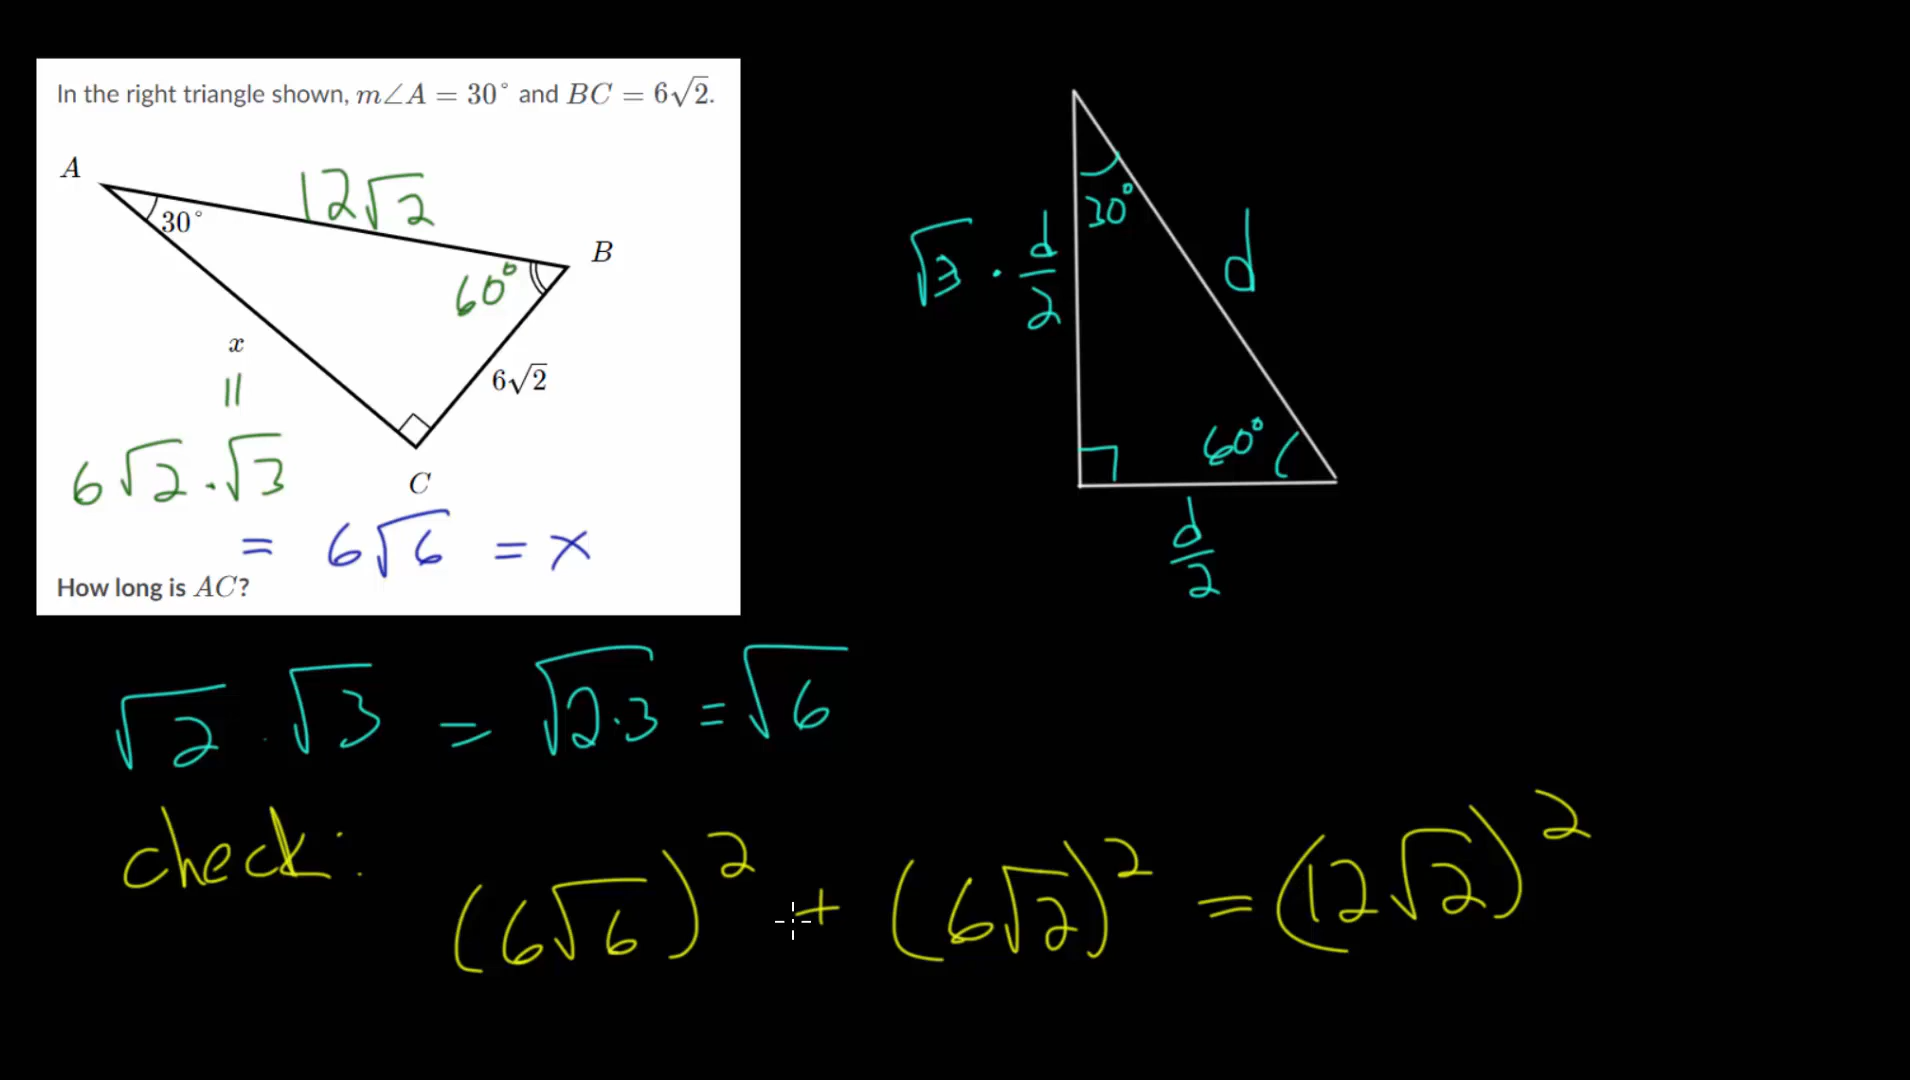 In the right triangle shown, m∠A = 30° and BC = 6√2.
A
12√2
30°
B
60°
x
||
6√2
6√2 · √3
C
= 6√6 = x
How long is AC?
30°
√3 · d/2
d
60°
d/2
√2 · √3 = √2·3 = √6
check:
(6√6)² + (6√2)² = (12√2)²